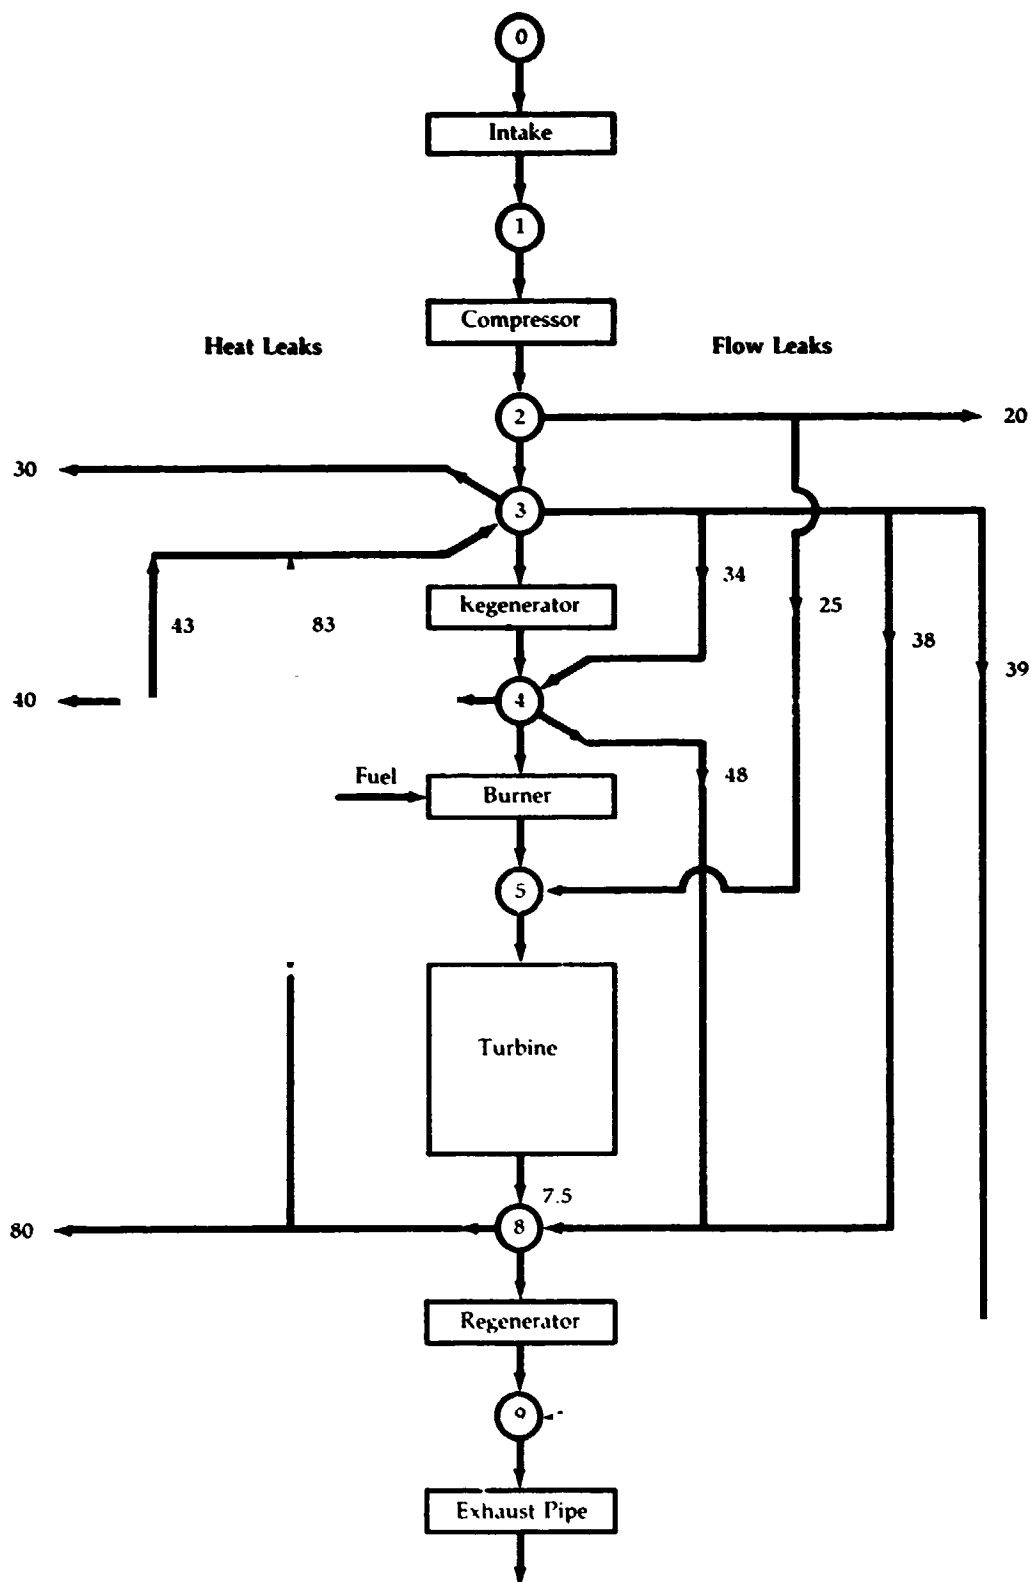 0
Intake
1
Compressor
Heat Leaks
Flow Leaks
2
20
30
3
34
25
Regenerator
43
83
38
39
40
4
Fuel
48
Burner
5
Turbine
7.5
80
8
Regenerator
9
Exhaust Pipe